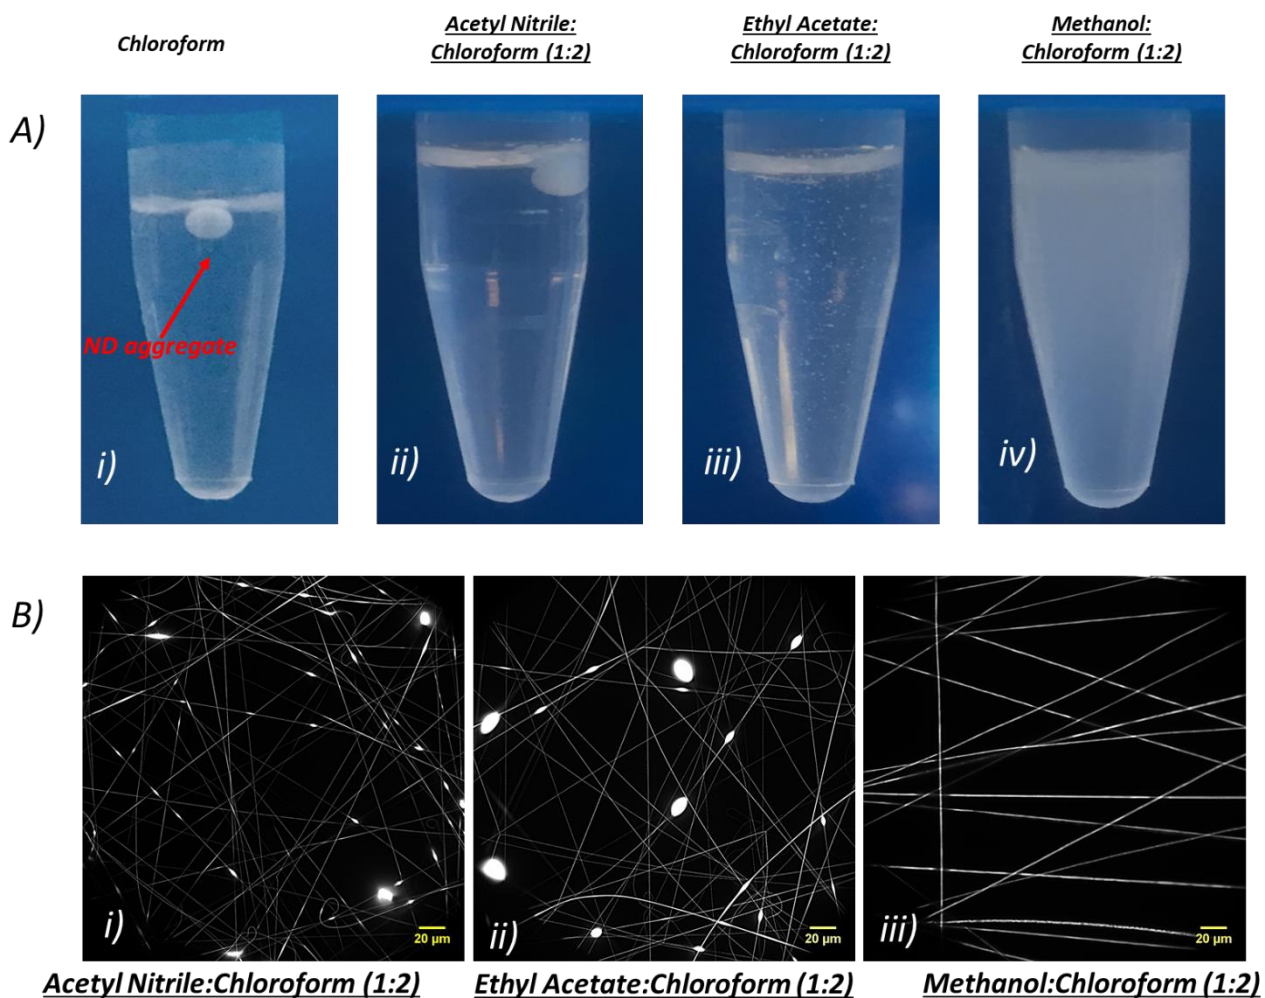 Chloroform
Acetyl Nitrile:
Chloroform (1:2)
Ethyl Acetate:
Chloroform (1:2)
Methanol:
Chloroform (1:2)
A)
ND aggregate
i)
ii)
iii)
iv)
B)
i)
20 µm
ii)
20 µm
iii)
20 µm
Acetyl Nitrile:Chloroform (1:2)
Ethyl Acetate:Chloroform (1:2)
Methanol:Chloroform (1:2)